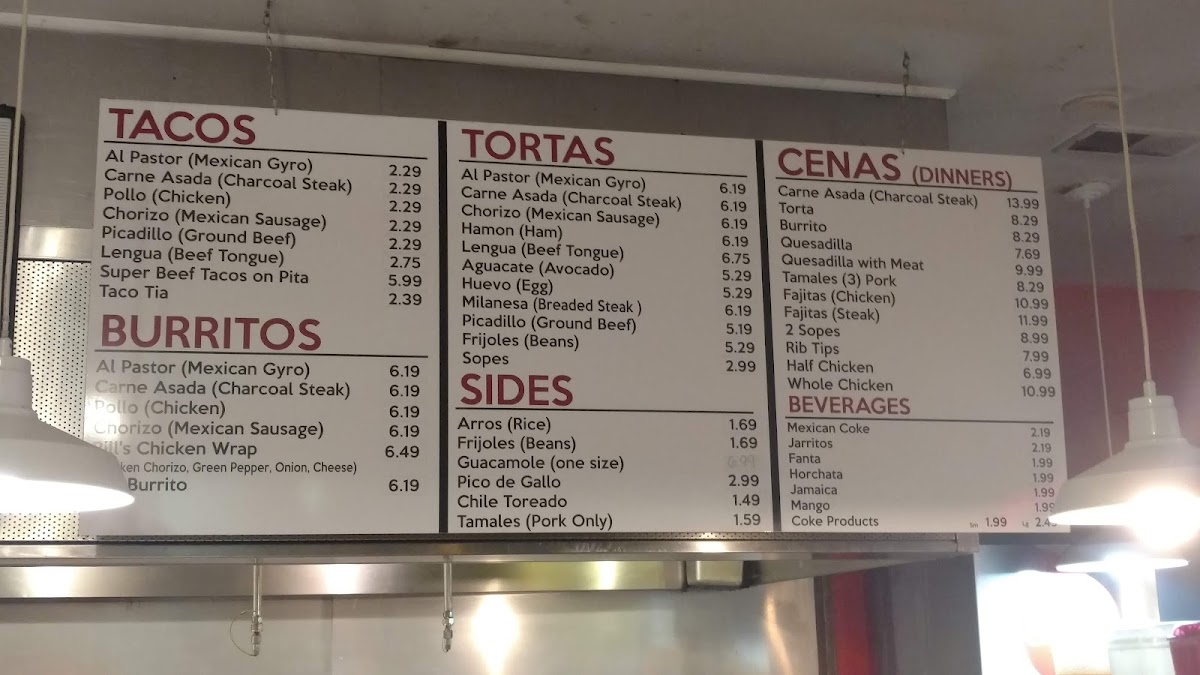 TACOS
Al Pastor (Mexican Gyro) 2.29
Carne Asada (Charcoal Steak) 2.29
Pollo (Chicken) 2.29
Chorizo (Mexican Sausage) 2.29
Picadillo (Ground Beef) 2.29
Lengua (Beef Tongue) 2.75
Super Beef Tacos on Pita 5.99
Taco Tia 2.39
BURRITOS
Al Pastor (Mexican Gyro) 6.19
Carne Asada (Charcoal Steak) 6.19
Pollo (Chicken) 6.19
Chorizo (Mexican Sausage) 6.19
Bill's Chicken Wrap 6.49
Chorizo, Green Pepper, Onion, Cheese)
Burrito 6.19
TORTAS
Al Pastor (Mexican Gyro) 6.19
Carne Asada (Charcoal Steak) 6.19
Chorizo (Mexican Sausage) 6.19
Hamon (Ham) 6.19
Lengua (Beef Tongue) 6.75
Aguacate (Avocado) 5.29
Huevo (Egg) 5.29
Milanesa (Breaded Steak ) 6.19
Picadillo (Ground Beef) 5.19
Frijoles (Beans) 5.29
Sopes 2.99
SIDES
Arros (Rice) 1.69
Frijoles (Beans) 1.69
Guacamole (one size)
Pico de Gallo 2.99
Chile Toreado 1.49
Tamales (Pork Only) 1.59
CENAS (DINNERS)
Carne Asada (Charcoal Steak) 13.99
Torta 8.29
Burrito 8.29
Quesadilla 7.69
Quesadilla with Meat 9.99
Tamales (3) Pork 8.29
Fajitas (Chicken) 10.99
Fajitas (Steak) 11.99
2 Sopes 8.99
Rib Tips 7.99
Half Chicken 6.99
Whole Chicken 10.99
BEVERAGES
Mexican Coke 2.19
Jarritos 2.19
Fanta 1.99
Horchata 1.99
Jamaica 1.99
Mango 1.99
Coke Products Sm 1.99 Lg